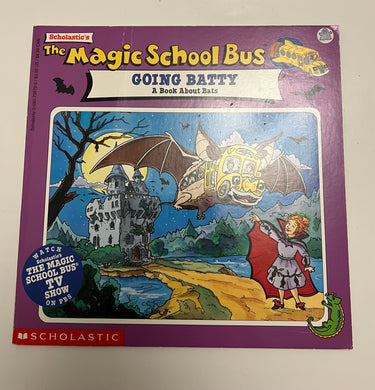 Scholastic's
The Magic School Bus
GOING BATTY
A Book About Bats
WATCH
Scholastic's
THE MAGIC
SCHOOL BUS®
TV
SHOW
ON PBS
SCHOLASTIC